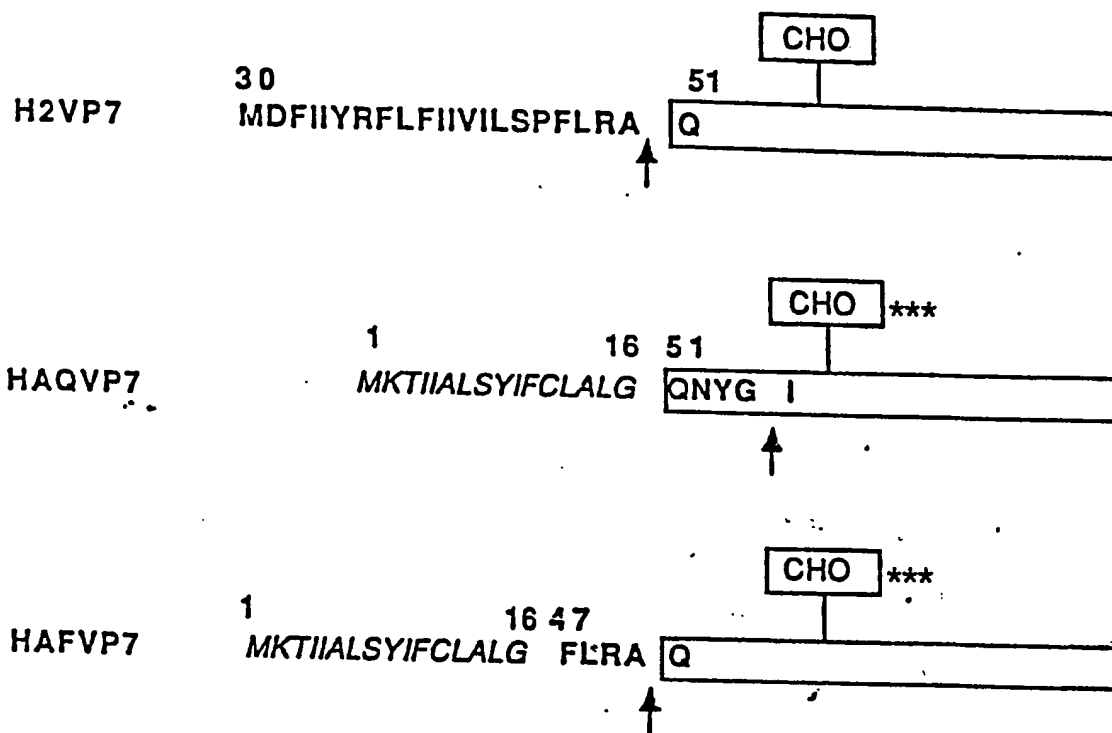 CHO
30 51
H2VP7 MDFIIYRFLFIIVILSPFLRA Q
CHO ***
1 16 51
HAQVP7 MKTIIALSYIFCLALG QNYG I
CHO ***
1 16 47
HAFVP7 MKTIIALSYIFCLALG FLRA Q